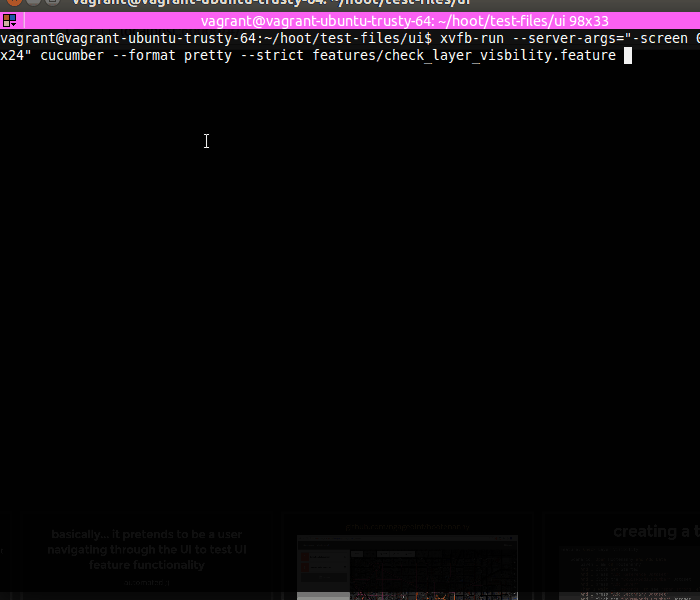 vagrant@vagrant-ubuntu-trusty-64: ~/hoot/test-files/ui
vagrant@vagrant-ubuntu-trusty-64: ~/hoot/test-files/ui 98x33
vagrant@vagrant-ubuntu-trusty-64:~/hoot/test-files/ui$ xvfb-run --server-args="-screen 0
x24" cucumber --format pretty --strict features/check_layer_visbility.feature
basically... it pretends to be a user
navigating through the UI to test UI
feature functionality
creating a t